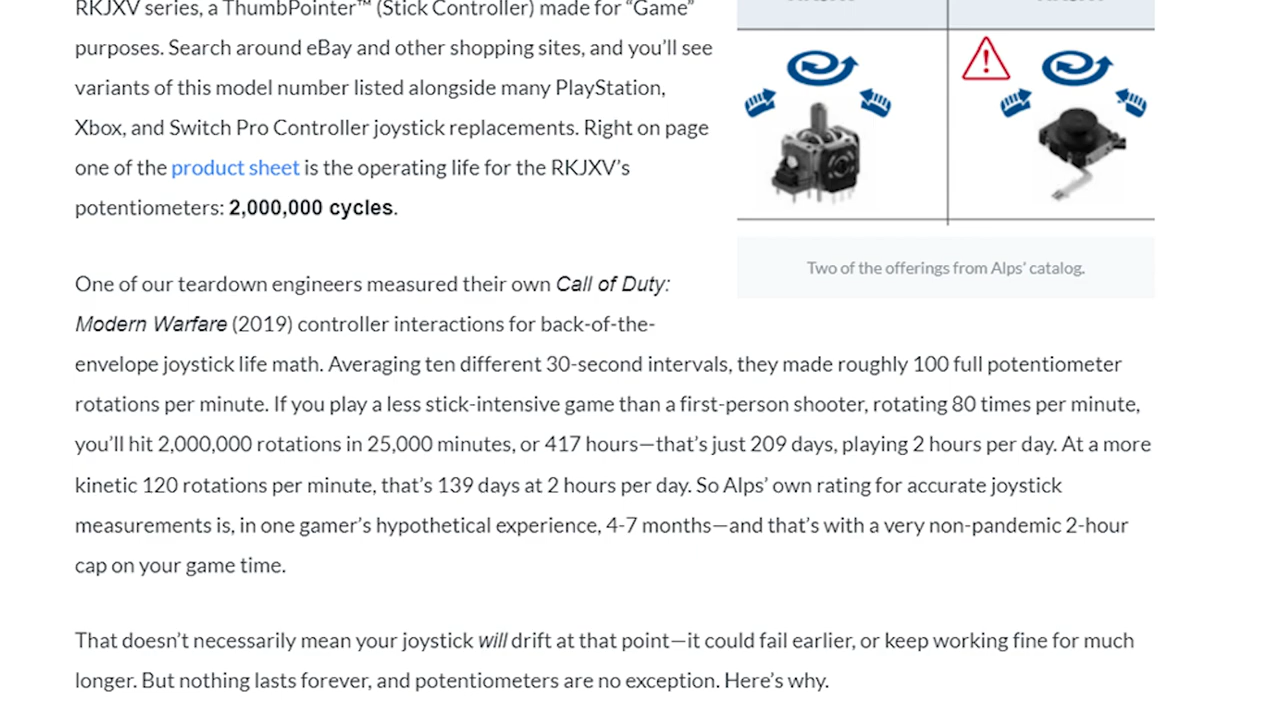 RKJXV series, a ThumbPointer™ (Stick Controller) made for “Game”
purposes. Search around eBay and other shopping sites, and you’ll see
variants of this model number listed alongside many PlayStation,
Xbox, and Switch Pro Controller joystick replacements. Right on page
one of the product sheet is the operating life for the RKJXV’s
potentiometers: 2,000,000 cycles.
Two of the offerings from Alps’ catalog.
One of our teardown engineers measured their own Call of Duty:
Modern Warfare (2019) controller interactions for back-of-the-
envelope joystick life math. Averaging ten different 30-second intervals, they made roughly 100 full potentiometer
rotations per minute. If you play a less stick-intensive game than a first-person shooter, rotating 80 times per minute,
you’ll hit 2,000,000 rotations in 25,000 minutes, or 417 hours—that’s just 209 days, playing 2 hours per day. At a more
kinetic 120 rotations per minute, that’s 139 days at 2 hours per day. So Alps’ own rating for accurate joystick
measurements is, in one gamer’s hypothetical experience, 4-7 months—and that’s with a very non-pandemic 2-hour
cap on your game time.
That doesn’t necessarily mean your joystick will drift at that point—it could fail earlier, or keep working fine for much
longer. But nothing lasts forever, and potentiometers are no exception. Here’s why.